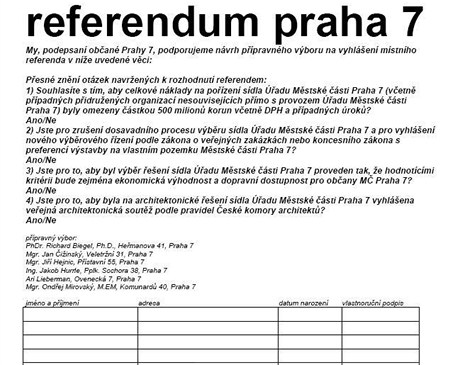 referendum praha 7
My, podepsaní občané Prahy 7, podporujeme návrh přípravného výboru na vyhlášení místního
referenda v níže uvedené věci:
Přesné znění otázek navržených k rozhodnutí referendem:
1) Souhlasíte s tím, aby celkové náklady na pořízení sídla Úřadu Městské části Praha 7 (včetně
případných přidružených organizací nesouvisejících přímo s provozem Úřadu Městské části
Praha 7) byly omezeny částkou 500 milionů korun včetně DPH a případných úroků?
Ano/Ne
2) Jste pro zrušení dosavadního procesu výběru sídla Úřadu Městské části Praha 7 a pro vyhlášení
nového výběrového řízení podle zákona o veřejných zakázkách nebo koncesního zákona s
preferencí výstavby na vlastním pozemku Městské části Praha 7?
Ano/Ne
3) Jste pro to, aby byl výběr řešení sídla Úřadu Městské části Praha 7 proveden tak, že hodnotícími
kritérii bude zejména ekonomická výhodnost a dopravní dostupnost pro občany MČ Praha 7?
Ano/Ne
4) Jste pro to, aby byla na architektonické řešení sídla Úřadu Městské části Praha 7 vyhlášena
veřejná architektonická soutěž podle pravidel České komory architektů?
Ano/Ne
přípravný výbor:
PhDr. Richard Biegel, Ph.D., Heřmanova 41, Praha 7
Mgr. Jan Čižinský, Veletržní 31, Praha 7
Mgr. Jiří Hejnic, Přístavní 55, Praha 7
Ing. Jakub Hurrle, Pplk. Sochora 38, Praha 7
Ari Lieberman, Ovenecká 7, Praha 7
Mgr. Ondřej Mirovský, M.EM, Komunardů 40, Praha 7
jméno a příjmení adresa datum narození vlastnoruční podpis